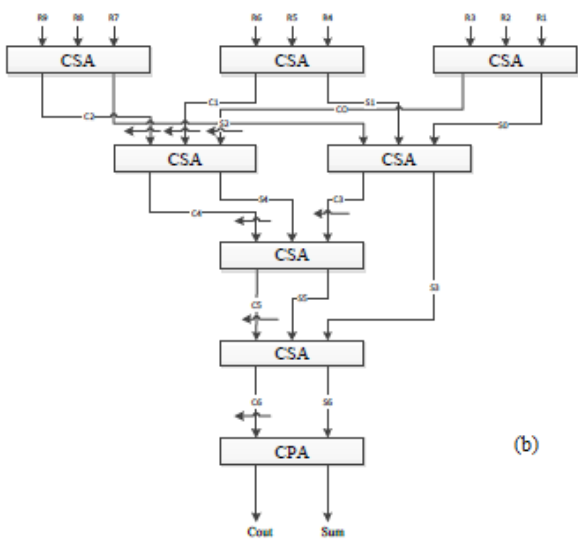 R9 R8 R7 R6 R5 R4 R3 R2 R1
CSA CSA CSA
C1 S1
C0
C2 S2 S0
CSA CSA
S4 C3
C4
CSA
S3
C5 S5
CSA
C6 S6
CPA
(b)
Cout Sum